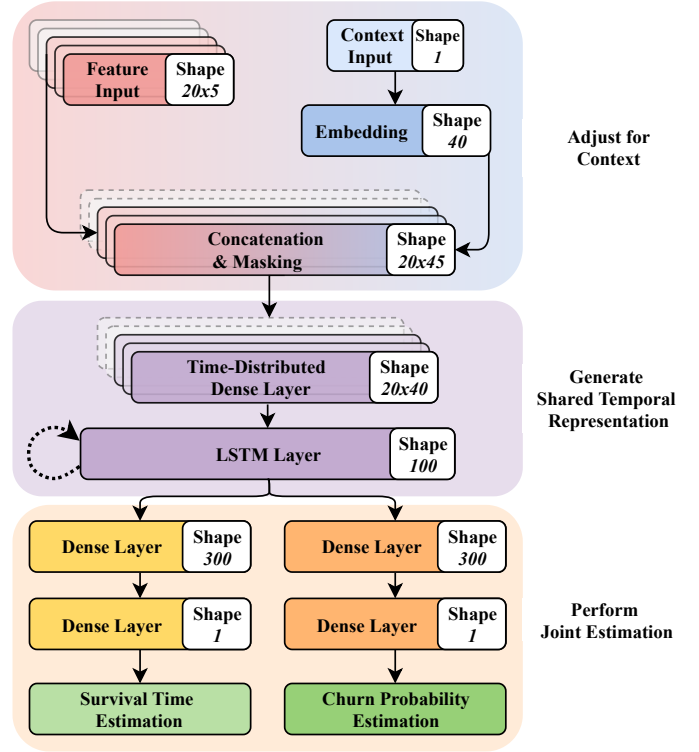 Feature
Input
Shape
20x5
Context
Input
Shape
1
Embedding
Shape
40
Adjust for
Context
Concatenation
& Masking
Shape
20x45
Time-Distributed
Dense Layer
Shape
20x40
Generate
Shared Temporal
Representation
LSTM Layer
Shape
100
Dense Layer
Shape
300
Dense Layer
Shape
300
Dense Layer
Shape
1
Dense Layer
Shape
1
Perform
Joint Estimation
Survival Time
Estimation
Churn Probability
Estimation